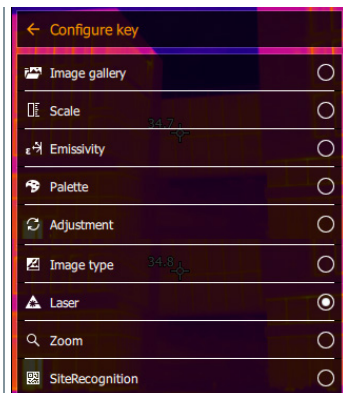 Configure key
Image gallery
Scale
34.7
ε Emissivity
Palette
Adjustment
Image type
34.8
Laser
Zoom
SiteRecognition